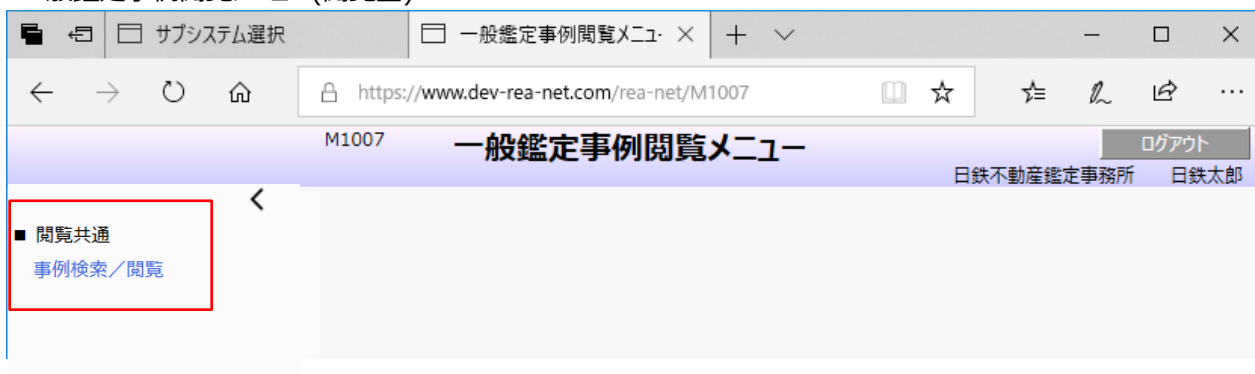 サブシステム選択
一般鑑定事例閲覧メニュー
https://www.dev-rea-net.com/rea-net/M1007
M1007
一般鑑定事例閲覧メニュー
ログアウト
日鉄不動産鑑定事務所 日鉄太郎
■ 閲覧共通
事例検索／閲覧